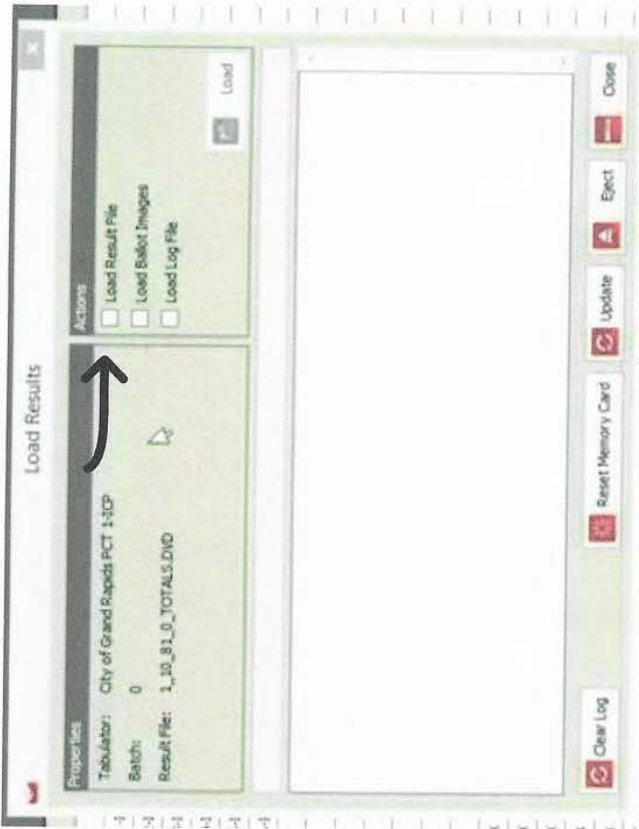 Load Results
Properties
Tabulator: City of Grand Rapids PCT 1-ICP
Batch: 0
Result File: 1_10_81_0_TOTALS.DVD
Actions
Load Result File
Load Ballot Images
Load Log File
Load
Clear Log
Reset Memory Card
Update
Eject
Close